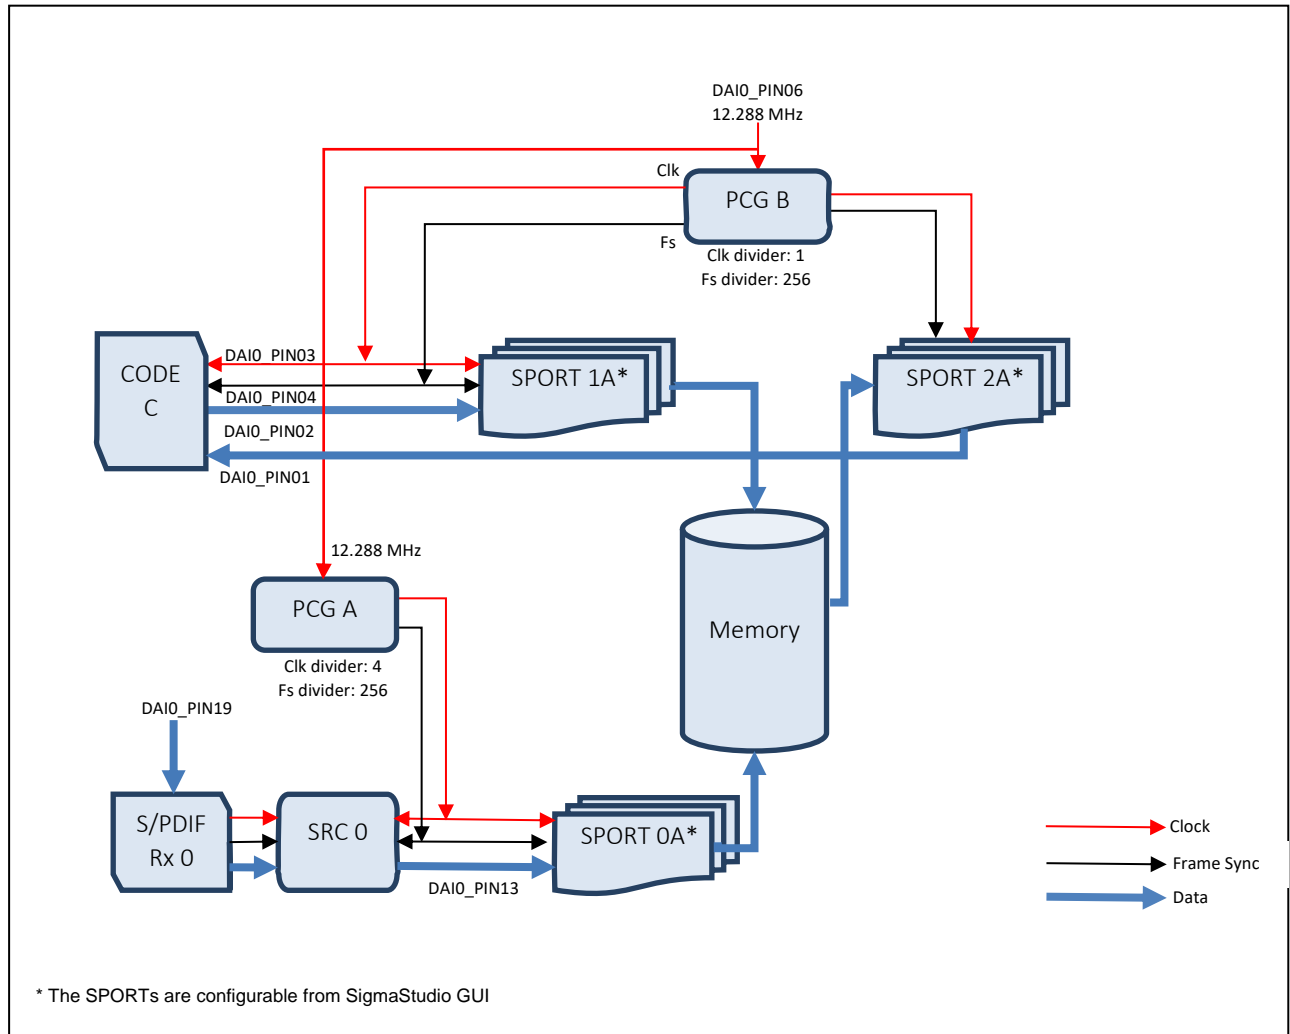 DAI0_PIN06
12.288 MHz
Clk
PCG B
Fs
Clk divider: 1
Fs divider: 256
DAI0_PIN03
CODE
C
SPORT 1A*
SPORT 2A*
DAI0_PIN04
DAI0_PIN02
DAI0_PIN01
12.288 MHz
PCG A
Memory
Clk divider: 4
Fs divider: 256
DAI0_PIN19
S/PDIF
Rx 0
SRC 0
SPORT 0A*
DAI0_PIN13
Clock
Frame Sync
Data
* The SPORTs are configurable from SigmaStudio GUI